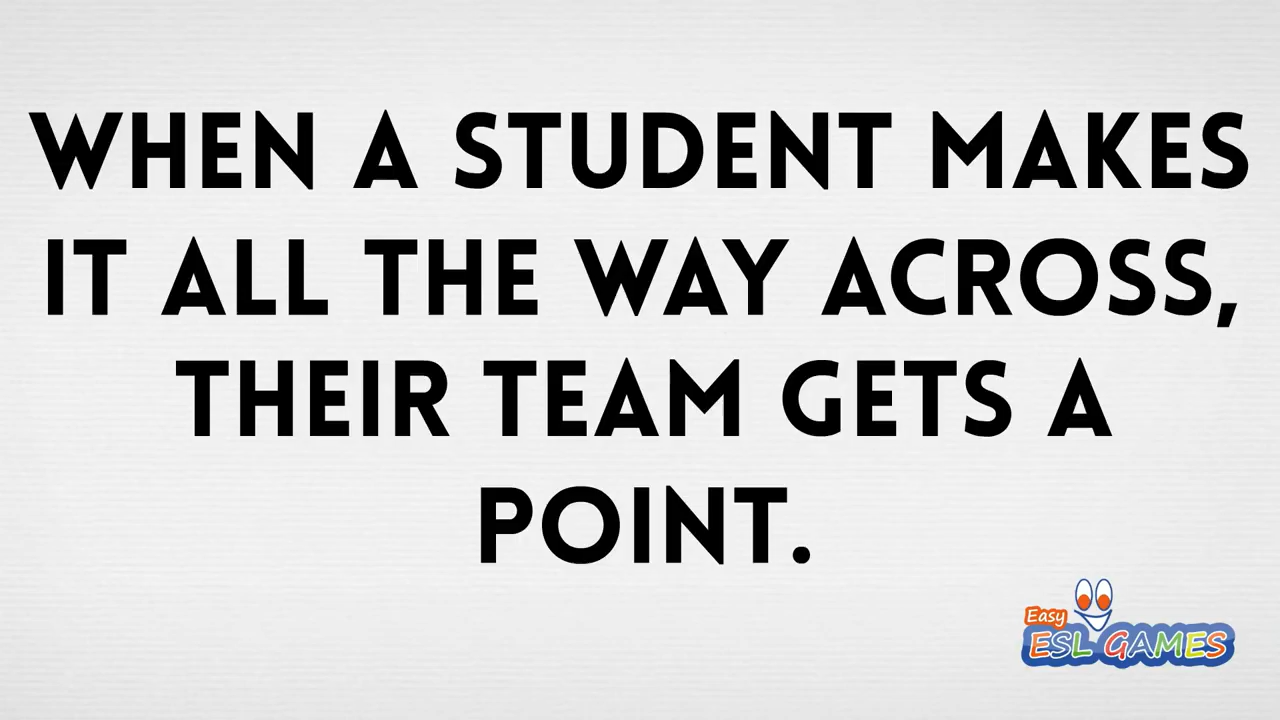 WHEN A STUDENT MAKES
IT ALL THE WAY ACROSS,
THEIR TEAM GETS A
POINT.
Easy
ESL GAMES